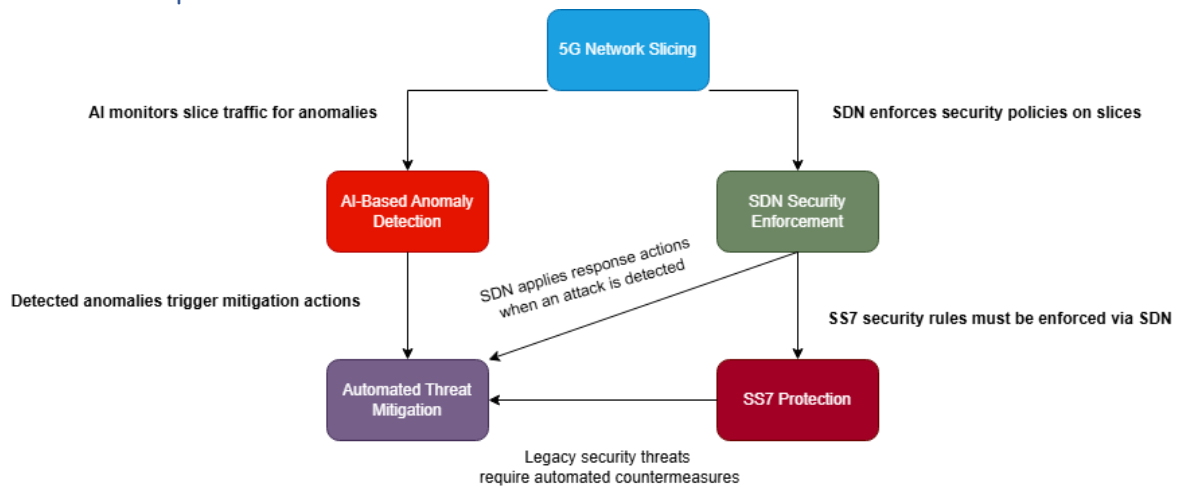 5G Network Slicing
AI monitors slice traffic for anomalies
SDN enforces security policies on slices
AI-Based Anomaly
Detection
SDN Security
Enforcement
SDN applies response actions
when an attack is detected
Detected anomalies trigger mitigation actions
SS7 security rules must be enforced via SDN
Automated Threat
Mitigation
SS7 Protection
Legacy security threats
require automated countermeasures